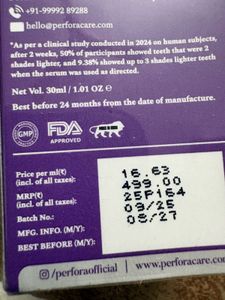 +91-99992 89288
hello@perforacare.com
*As per a clinical study conducted in 2024 on human subjects,
after 2 weeks, 50% of participants showed teeth that were 2
shades lighter, and 9.38% showed up to 3 shades lighter teeth
when the serum was used as directed.
Net Vol. 30ml / 1.01 OZ ℮
Best before 24 months from the date of manufacture.
GMP FDA APPROVED MAKE IN INDIA
Price per ml(₹) 16.63
(incl. of all taxes):
MRP(₹) 499.00
(incl. of all taxes):
Batch No.: 25P164
MFG. INFO. (M/Y): 09/25
BEST BEFORE (M/Y): 08/27
/perforaofficial | www.perforacare.com